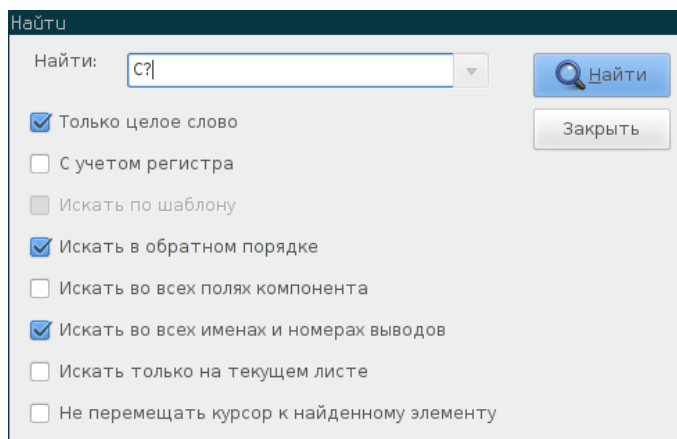 Найти
Найти:
C?
Найти
Только целое слово
Закрыть
С учетом регистра
Искать по шаблону
Искать в обратном порядке
Искать во всех полях компонента
Искать во всех именах и номерах выводов
Искать только на текущем листе
Не перемещать курсор к найденному элементу